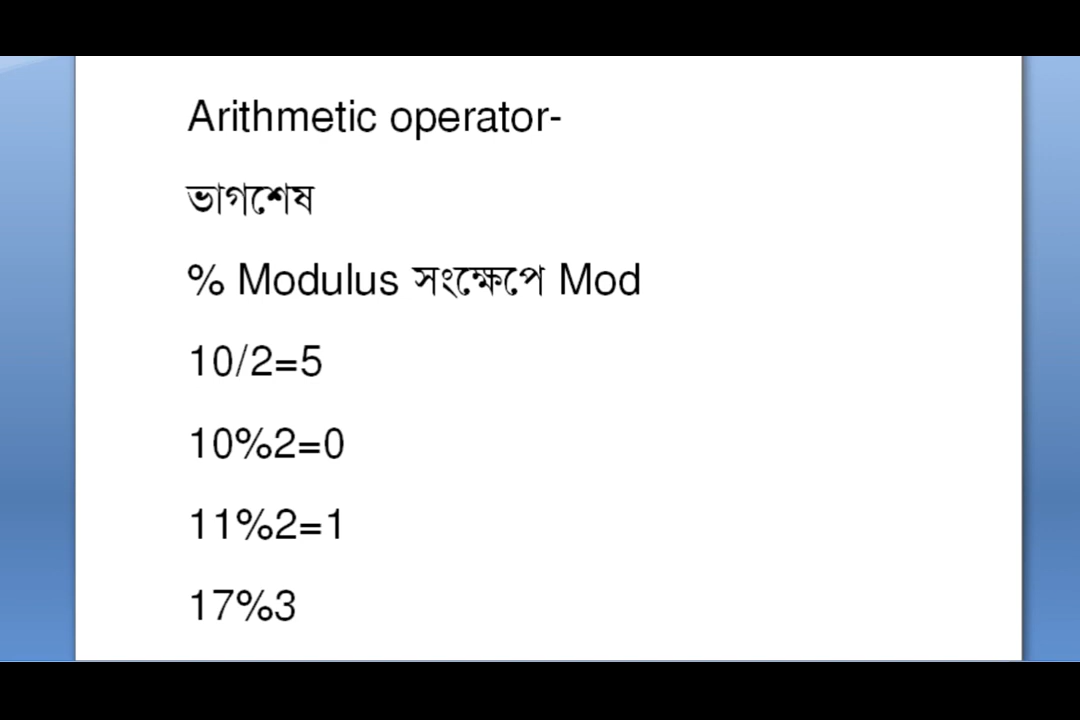 Arithmetic operator-
ভাগশেষ
% Modulus সংক্ষেপে Mod
10/2=5
10%2=0
11%2=1
17%3